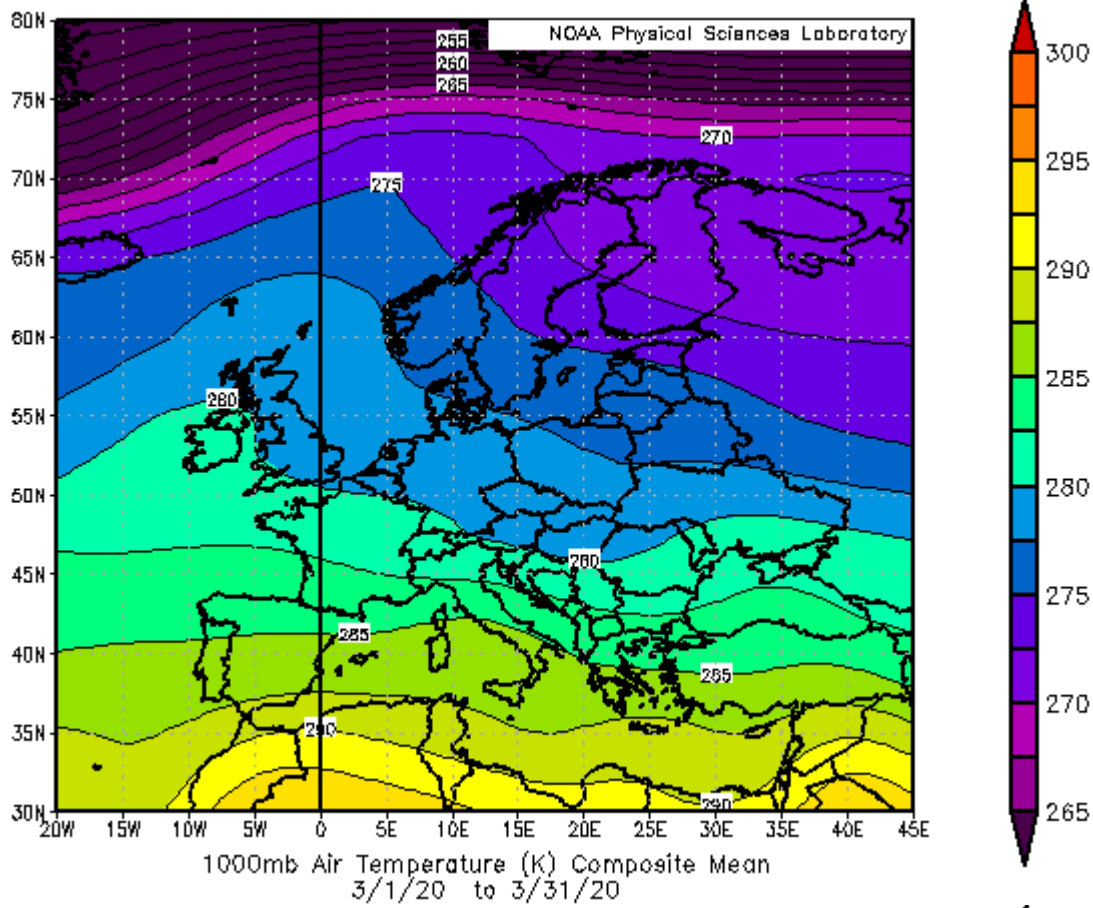 80N
NOAA Physical Sciences Laboratory
255
260
265
300
75N
270
295
70N
275
65N
290
60N
280
285
55N
50N
280
45N
260
275
285
40N
285
270
35N
290
30N
290
265
20W 15W 10W 5W 0 5E 10E 15E 20E 25E 30E 35E 40E 45E
1000mb Air Temperature (K) Composite Mean
3/1/20 to 3/31/20